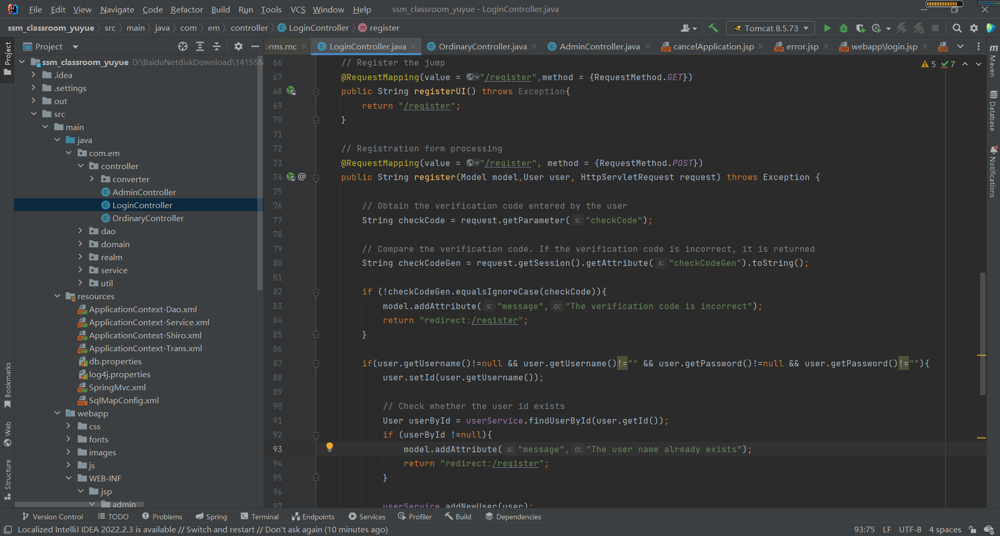 File Edit View Navigate Code Refactor Build Run Tools VCS Window Help ssm_classroom_yuyue - LoginController.java
ssm_classroom_yuyue src main java com em controller LoginController register Tomcat 8.5.73
Project
orms.rnc LoginController.java OrdinaryController.java AdminController.java cancelApplication.jsp error.jsp webapp\login.jsp
Project
Bookmarks
Web
Structure
ssm_classroom_yuyue D:\BaiduNetdiskDownload\141SSM
.idea
.settings
out
src
main
java
com.em
controller
converter
AdminController
LoginController
OrdinaryController
dao
domain
realm
service
util
resources
ApplicationContext-Dao.xml
ApplicationContext-Service.xml
ApplicationContext-Shiro.xml
ApplicationContext-Trans.xml
db.properties
log4j.properties
SpringMvc.xml
SqlMapConfig.xml
webapp
css
fonts
images
js
WEB-INF
jsp
admin
5 7
66 // Register the jump
67 @RequestMapping(value = "/register",method = {RequestMethod.GET})
68 public String registerUI() throws Exception{
69 return "/register";
70 }
71
72 // Registration form processing
73 @RequestMapping(value = "/register", method = {RequestMethod.POST})
74 @ public String register(Model model,User user, HttpServletRequest request) throws Exception {
75
76 // Obtain the verification code entered by the user
77 String checkCode = request.getParameter( s: "checkCode");
78
79 // Compare the verification code. If the verification code is incorrect, it is returned
80 String checkCodeGen = request.getSession().getAttribute( s: "checkCodeGen").toString();
81
82 if (!checkCodeGen.equalsIgnoreCase(checkCode)){
83 model.addAttribute( s: "message", o: "The verification code is incorrect");
84 return "redirect:/register";
85 }
86
87 if(user.getUsername()!=null && user.getUsername()!="" && user.getPassword()!=null && user.getPassword()!=""){
88 user.setId(user.getUsername());
89
90 // Check whether the user id exists
91 User userById = userService.findUserById(user.getId());
92 if (userById !=null){
93 model.addAttribute( s: "message", o: "The user name already exists");
94 return "redirect:/register";
95 }
96
97 userService.addNewUser(user);
Maven
Database
Notifications
Version Control TODO Problems Spring Terminal Endpoints Services Profiler Build Dependencies
Localized IntelliJ IDEA 2022.2.3 is available // Switch and restart // Don't ask again (10 minutes ago) 93:75 LF UTF-8 4 spaces